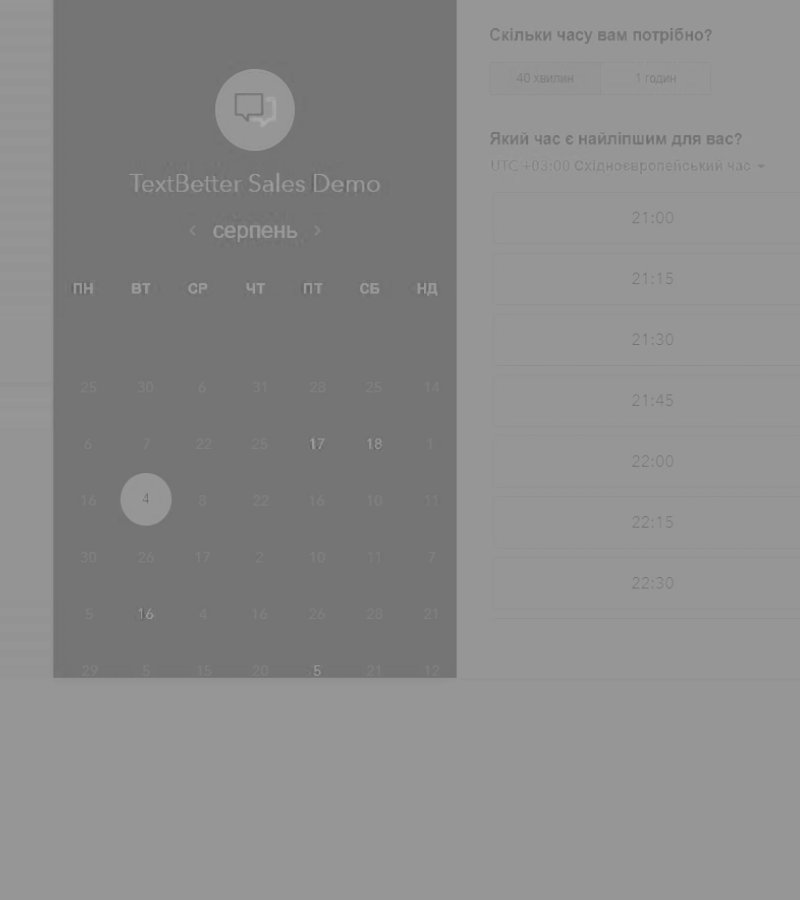 TextBetter Sales Demo
серпень
ПН ВТ СР ЧТ ПТ СБ НД
25 30 6 31 28 25 14
6 7 22 25 17 18 1
16 4 8 22 16 10 11
30 26 17 2 10 11 7
5 16 4 16 26 28 21
29 5 15 20 5 21 12
Скільки часу вам потрібно?
40 хвилин 1 годин
Який час є найліпшим для вас?
UTC +03:00 Східноєвропейський час
21:00
21:15
21:30
21:45
22:00
22:15
22:30